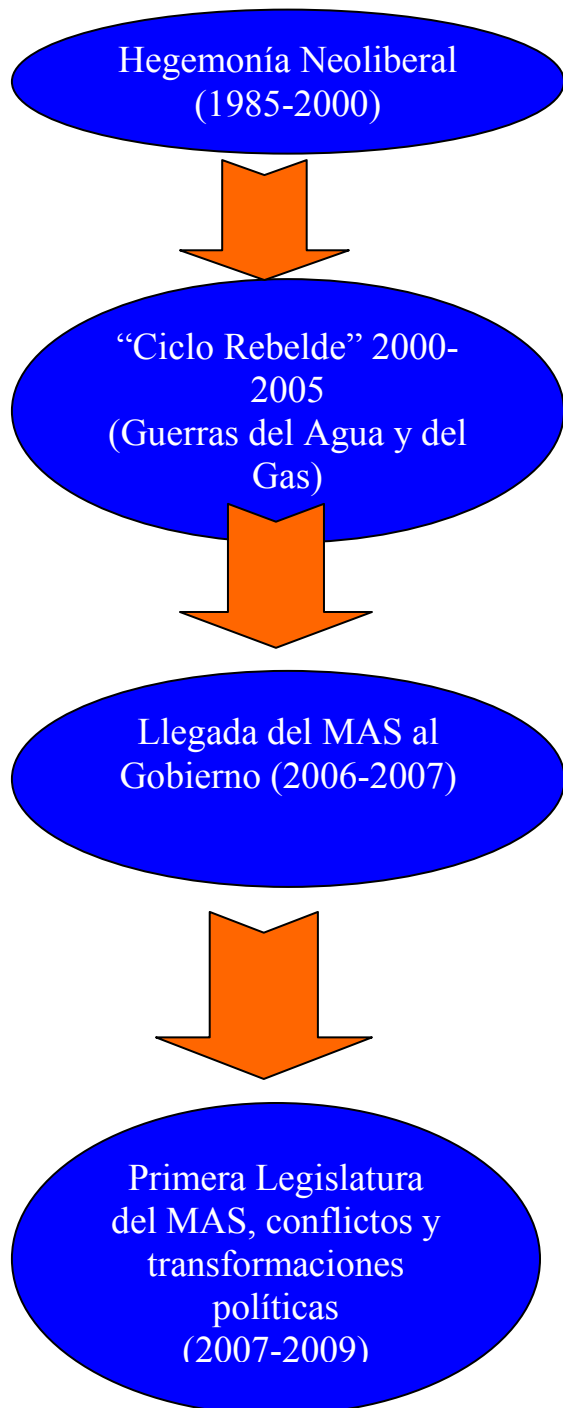 Hegemonía Neoliberal
(1985-2000)
“Ciclo Rebelde” 2000-
2005
(Guerras del Agua y del
Gas)
Llegada del MAS al
Gobierno (2006-2007)
Primera Legislatura
del MAS, conflictos y
transformaciones
políticas
(2007-2009)